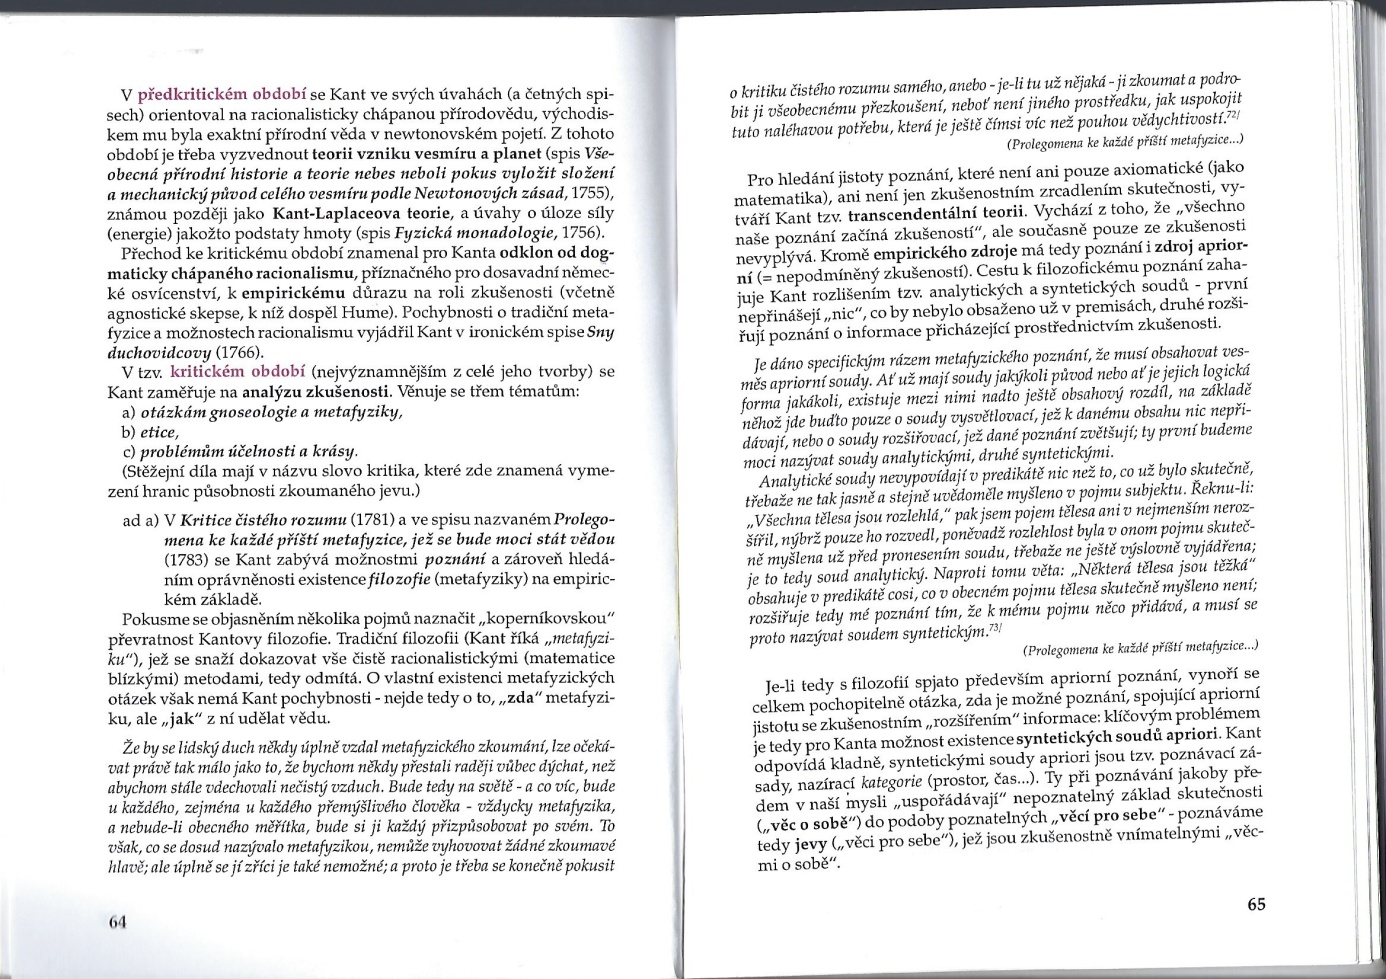 V předkritickém období se Kant ve svých úvahách (a četných spi-
sech) orientoval na racionalisticky chápanou přírodovědu, východis-
kem mu byla exaktní přírodní věda v newtonovském pojetí. Z tohoto
období je třeba vyzvednout teorii vzniku vesmíru a planet (spis Vše-
obecná přírodní historie a teorie nebes neboli pokus vyložit složení
a mechanický původ celého vesmíru podle Newtonových zásad, 1755),
známou později jako Kant-Laplaceova teorie, a úvahy o úloze síly
(energie) jakožto podstaty hmoty (spis Fyzická monadologie, 1756).
Přechod ke kritickému období znamenal pro Kanta odklon od dog-
maticky chápaného racionalismu, příznačného pro dosavadní němec-
ké osvícenství, k empirickému důrazu na roli zkušenosti (včetně
agnostické skepse, k níž dospěl Hume). Pochybnosti o tradiční meta-
fyzice a možnostech racionalismu vyjádřil Kant v ironickém spise Sny
duchovidcovy (1766).
V tzv. kritickém období (nejvýznamnějším z celé jeho tvorby) se
Kant zaměřuje na analýzu zkušenosti. Věnuje se třem tématům:
a) otázkám gnoseologie a metafyziky,
b) etice,
c) problémům účelnosti a krásy.
(Stěžejní díla mají v názvu slovo kritika, které zde znamená vyme-
zení hranic působnosti zkoumaného jevu.)
ad a) V Kritice čistého rozumu (1781) a ve spisu nazvaném Prolego-
mena ke každé příští metafyzice, jež se bude moci stát vědou
(1783) se Kant zabývá možnostmi poznání a zároveň hledá-
ním oprávněnosti existence filozofie (metafyziky) na empiric-
kém základě.
Pokusme se objasněním několika pojmů naznačit „koperníkovskou“
převratnost Kantovy filozofie. Tradiční filozofii (Kant říká „metafyzi-
ku“), jež se snaží dokazovat vše čistě racionalistickými (matematice
blízkými) metodami, tedy odmítá. O vlastní existenci metafyzických
otázek však nemá Kant pochybnosti - nejde tedy o to, „zda“ metafyzi-
ku, ale „jak“ z ní udělat vědu.
Že by se lidský duch někdy úplně vzdal metafyzického zkoumání, lze očeká-
vat právě tak málo jako to, že bychom někdy přestali raději vůbec dýchat, než
abychom stále vdechovali nečistý vzduch. Bude tedy na světě - a co víc, bude
u každého, zejména u každého přemýšlivého člověka - vždycky metafyzika,
a nebude-li obecného měřítka, bude si ji každý přizpůsobovat po svém. To
však, co se dosud nazývalo metafyzikou, nemůže vyhovovat žádné zkoumavé
hlavě; ale úplně se jí zříci je také nemožné; a proto je třeba se konečně pokusit
64
o kritiku čistého rozumu samého, anebo - je-li tu už nějaká - ji zkoumat a podro-
bit ji všeobecnému přezkoušení, neboť není jiného prostředku, jak uspokojit
tuto naléhavou potřebu, která je ještě čímsi víc než pouhou vědychtivostí.72/
(Prolegomena ke každé příští metafyzice...)
Pro hledání jistoty poznání, které není ani pouze axiomatické (jako
matematika), ani není jen zkušenostním zrcadlením skutečnosti, vy-
tváří Kant tzv. transcendentální teorii. Vychází z toho, že „všechno
naše poznání začíná zkušeností“, ale současně pouze ze zkušenosti
nevyplývá. Kromě empirického zdroje má tedy poznání i zdroj aprior-
ní (= nepodmíněný zkušeností). Cestu k filozofickému poznání zaha-
juje Kant rozlišením tzv. analytických a syntetických soudů - první
nepřinášejí „nic“, co by nebylo obsaženo už v premisách, druhé rozši-
řují poznání o informace přicházející prostřednictvím zkušenosti.
Je dáno specifickým rázem metafyzického poznání, že musí obsahovat ves-
měs apriorní soudy. Ať už mají soudy jakýkoli původ nebo ať je jejich logická
forma jakákoli, existuje mezi nimi nadto ještě obsahový rozdíl, na základě
něhož jde buďto pouze o soudy vysvětlovací, jež k danému obsahu nic nepři-
dávají, nebo o soudy rozšiřovací, jež dané poznání zvětšují; ty první budeme
moci nazývat soudy analytickými, druhé syntetickými.
Analytické soudy nevypovídají v predikátě nic než to, co už bylo skutečně,
třebaže ne tak jasně a stejně uvědoměle myšleno v pojmu subjektu. Řeknu-li:
„Všechna tělesa jsou rozlehlá,“ pak jsem pojem tělesa ani v nejmenším neroz-
šířil, nýbrž pouze ho rozvedl, poněvadž rozlehlost byla v onom pojmu skuteč-
ně myšlena už před pronesením soudu, třebaže ne ještě výslovně vyjádřena;
je to tedy soud analytický. Naproti tomu věta: „Některá tělesa jsou těžká“
obsahuje v predikátě cosi, co v obecném pojmu tělesa skutečně myšleno není;
rozšiřuje tedy mé poznání tím, že k mému pojmu něco přidává, a musí se
proto nazývat soudem syntetickým.73/
(Prolegomena ke každé příští metafyzice...)
Je-li tedy s filozofií spjato především apriorní poznání, vynoří se
celkem pochopitelně otázka, zda je možné poznání, spojující apriorní
jistotu se zkušenostním „rozšířením“ informace: klíčovým problémem
je tedy pro Kanta možnost existence syntetických soudů apriori. Kant
odpovídá kladně, syntetickými soudy apriori jsou tzv. poznávací zá-
sady, nazírací kategorie (prostor, čas...). Ty při poznávání jakoby pře-
dem v naší mysli „uspořádávají“ nepoznatelný základ skutečnosti
(„věc o sobě“) do podoby poznatelných „věcí pro sebe“ - poznáváme
tedy jevy („věci pro sebe“), jež jsou zkušenostně vnímatelnými „věc-
mi o sobě“.
65